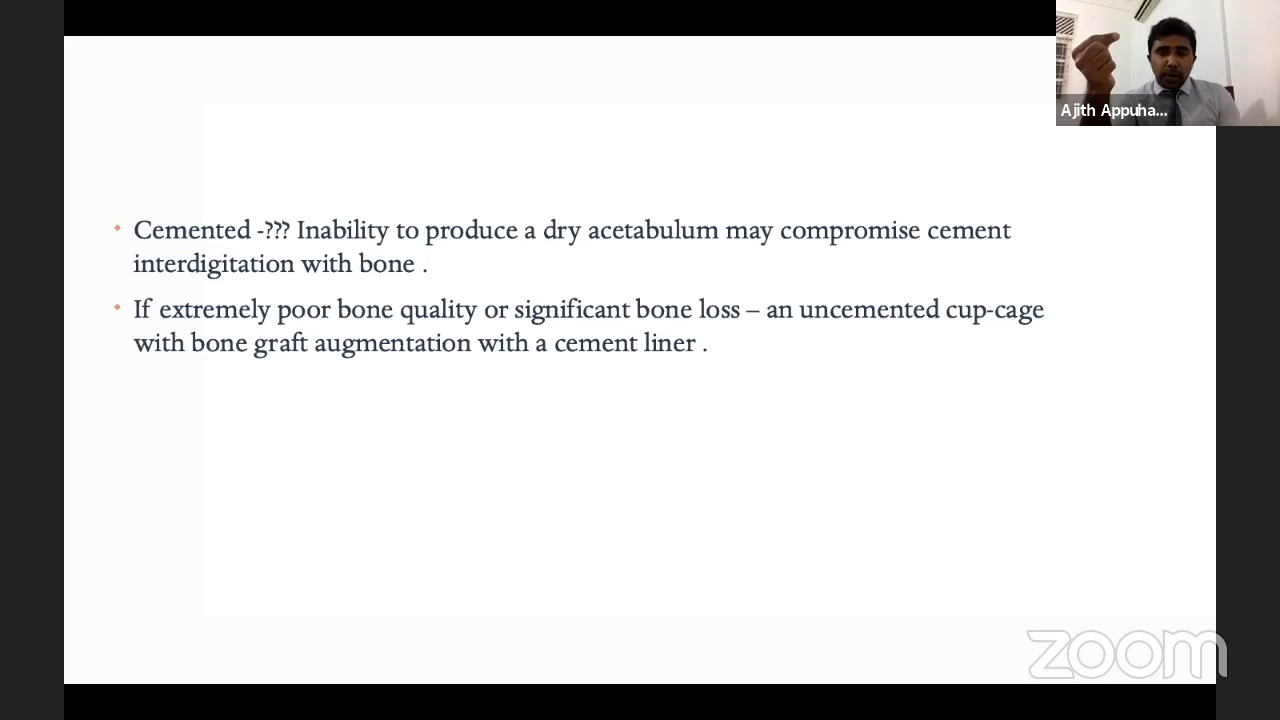 Ajith Appuha...
Cemented -??? Inability to produce a dry acetabulum may compromise cement
interdigitation with bone .
If extremely poor bone quality or significant bone loss – an uncemented cup-cage
with bone graft augmentation with a cement liner .
zoom